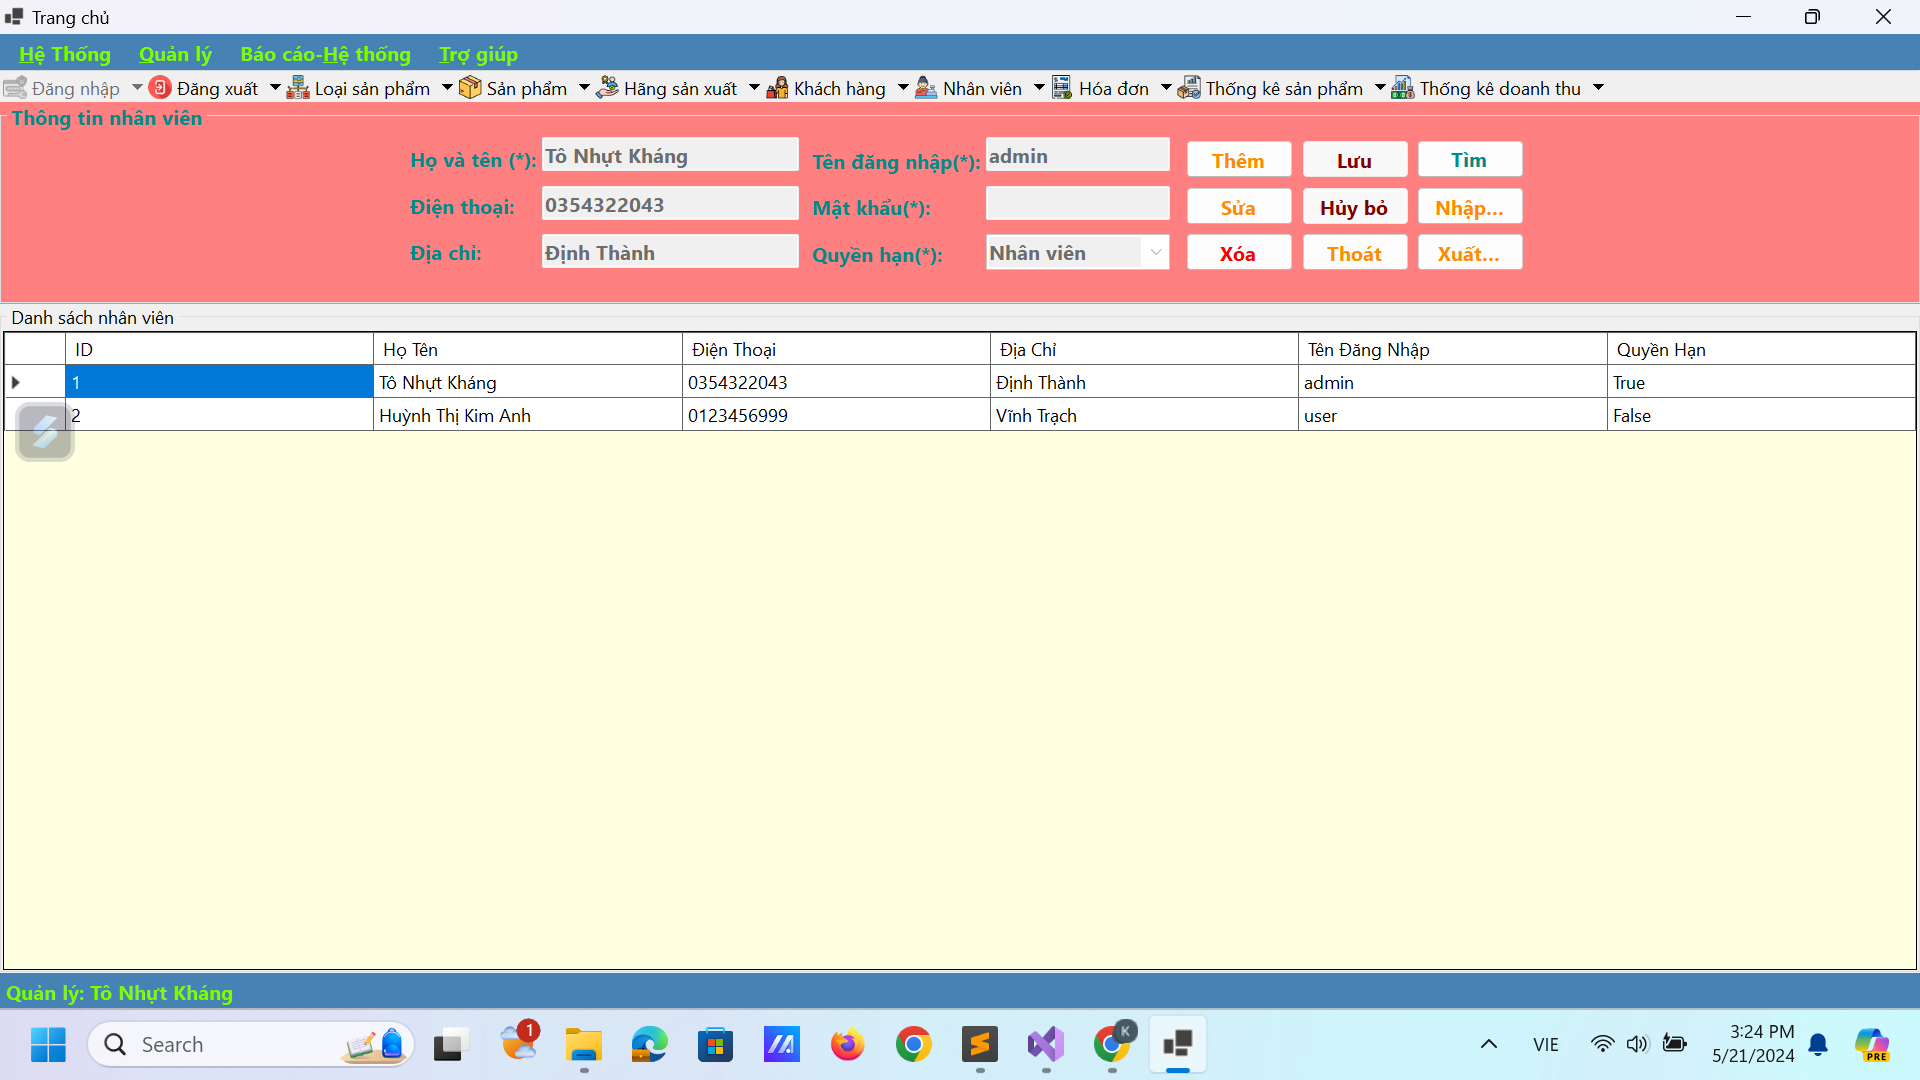 Trang chủ
Hệ Thống Quản lý Báo cáo-Hệ thống Trợ giúp
Đăng nhập Đăng xuất Loại sản phẩm Sản phẩm Hãng sản xuất Khách hàng Nhân viên Hóa đơn Thống kê sản phẩm Thống kê doanh thu
Thông tin nhân viên
Họ và tên (*): Tô Nhựt Kháng Tên đăng nhập(*): admin Thêm Lưu Tìm
Điện thoại: 0354322043 Mật khẩu(*): Sửa Hủy bỏ Nhập...
Địa chỉ: Định Thành Quyền hạn(*): Nhân viên Xóa Thoát Xuất...
Danh sách nhân viên
ID Họ Tên Điện Thoại Địa Chỉ Tên Đăng Nhập Quyền Hạn
1 Tô Nhựt Kháng 0354322043 Định Thành admin True
2 Huỳnh Thị Kim Anh 0123456999 Vĩnh Trạch user False
Quản lý: Tô Nhựt Kháng
Search 1 K VIE 3:24 PM
5/21/2024 PRE